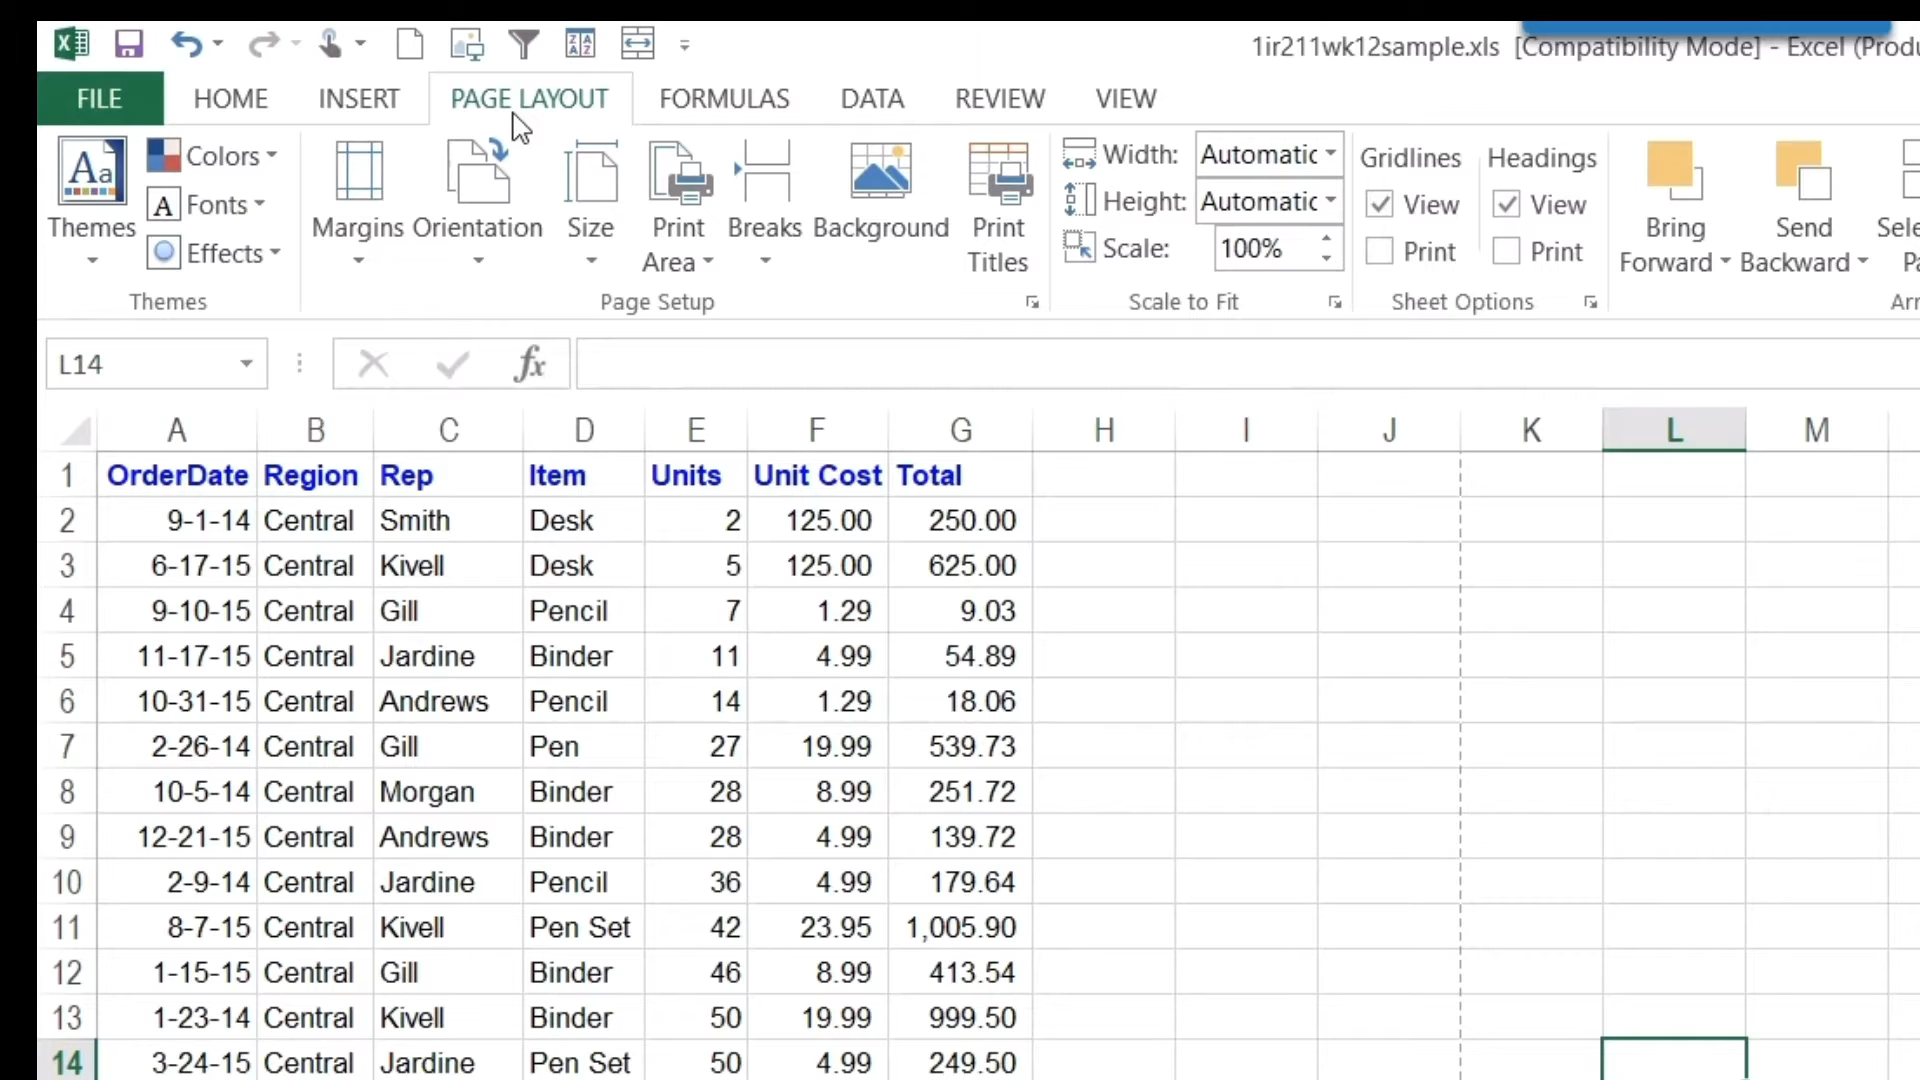 1ir211wk12sample.xls [Compatibility Mode] - Excel (Produ
FILE HOME INSERT PAGE LAYOUT FORMULAS DATA REVIEW VIEW
Aa Colors Width: Automatic Gridlines Headings
A Fonts Height: Automatic View View
Themes Margins Orientation Size Print Breaks Background Print Bring Send
Effects Area Titles Scale: 100% Print Print Forward Backward
Themes Page Setup Scale to Fit Sheet Options
L14 fx
A B C D E F G H I J K L M
1 OrderDate Region Rep Item Units Unit Cost Total
2 9-1-14 Central Smith Desk 2 125.00 250.00
3 6-17-15 Central Kivell Desk 5 125.00 625.00
4 9-10-15 Central Gill Pencil 7 1.29 9.03
5 11-17-15 Central Jardine Binder 11 4.99 54.89
6 10-31-15 Central Andrews Pencil 14 1.29 18.06
7 2-26-14 Central Gill Pen 27 19.99 539.73
8 10-5-14 Central Morgan Binder 28 8.99 251.72
9 12-21-15 Central Andrews Binder 28 4.99 139.72
10 2-9-14 Central Jardine Pencil 36 4.99 179.64
11 8-7-15 Central Kivell Pen Set 42 23.95 1,005.90
12 1-15-15 Central Gill Binder 46 8.99 413.54
13 1-23-14 Central Kivell Binder 50 19.99 999.50
14 3-24-15 Central Jardine Pen Set 50 4.99 249.50